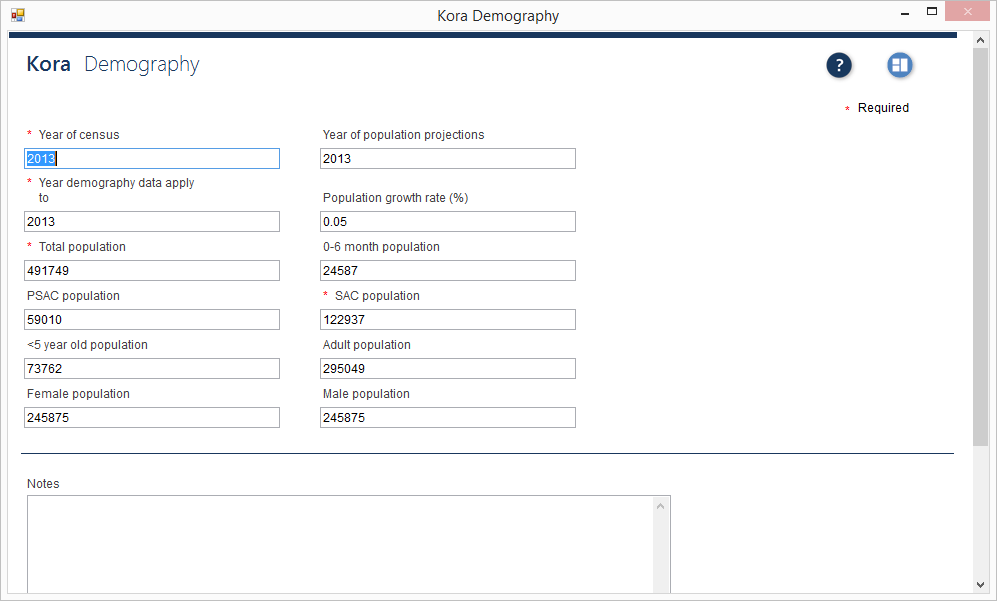 Kora Demography
Kora Demography
?
* Required
* Year of census
Year of population projections
2013
2013
* Year demography data apply
to
Population growth rate (%)
2013
0.05
* Total population
0-6 month population
491749
24587
PSAC population
* SAC population
59010
122937
<5 year old population
Adult population
73762
295049
Female population
Male population
245875
245875
Notes